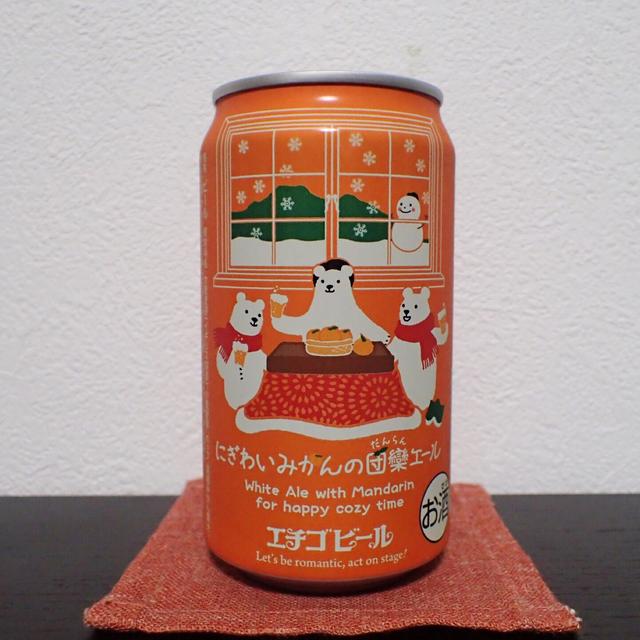 だんらん
にぎわいみかんの団欒エール
White Ale with Mandarin
for happy cozy time
お酒
エチゴビール
Let's be romantic, act on stage!